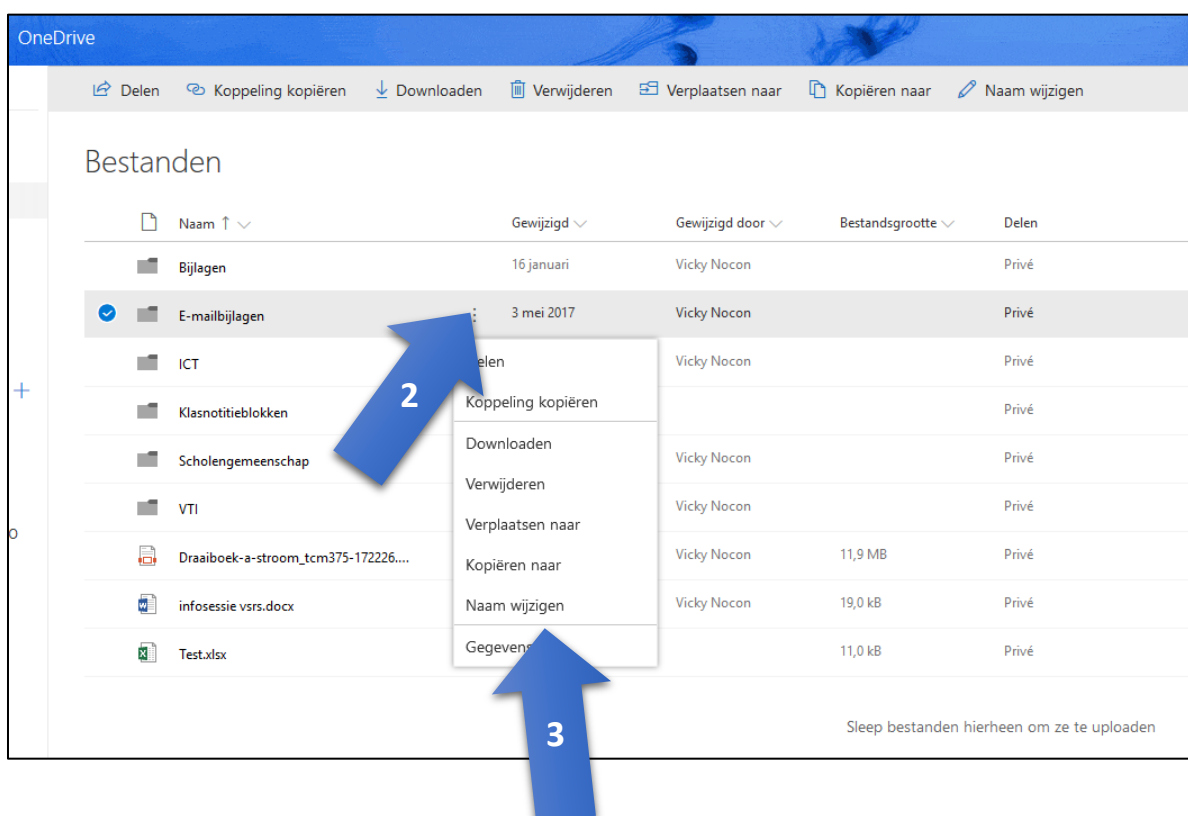 OneDrive
Delen Koppeling kopiëren Downloaden Verwijderen Verplaatsen naar Kopiëren naar Naam wijzigen
Bestanden
Naam ↑ Gewijzigd Gewijzigd door Bestandsgrootte Delen
Bijlagen 16 januari Vicky Nocon Privé
E-mailbijlagen 3 mei 2017 Vicky Nocon Privé
elen
ICT Vicky Nocon Privé
+
2
Koppeling kopiëren
Klasnotitieblokken Privé
Downloaden
Scholengemeenschap Vicky Nocon Privé
Verwijderen
VTI Vicky Nocon Privé
o
Verplaatsen naar
Draaiboek-a-stroom_tcm375-172226.... Vicky Nocon 11,9 MB Privé
Kopiëren naar
infosessie vsrs.docx Vicky Nocon 19,0 kB Privé
Naam wijzigen
Gegevens
Test.xlsx 11,0 kB Privé
3
Sleep bestanden hierheen om ze te uploaden